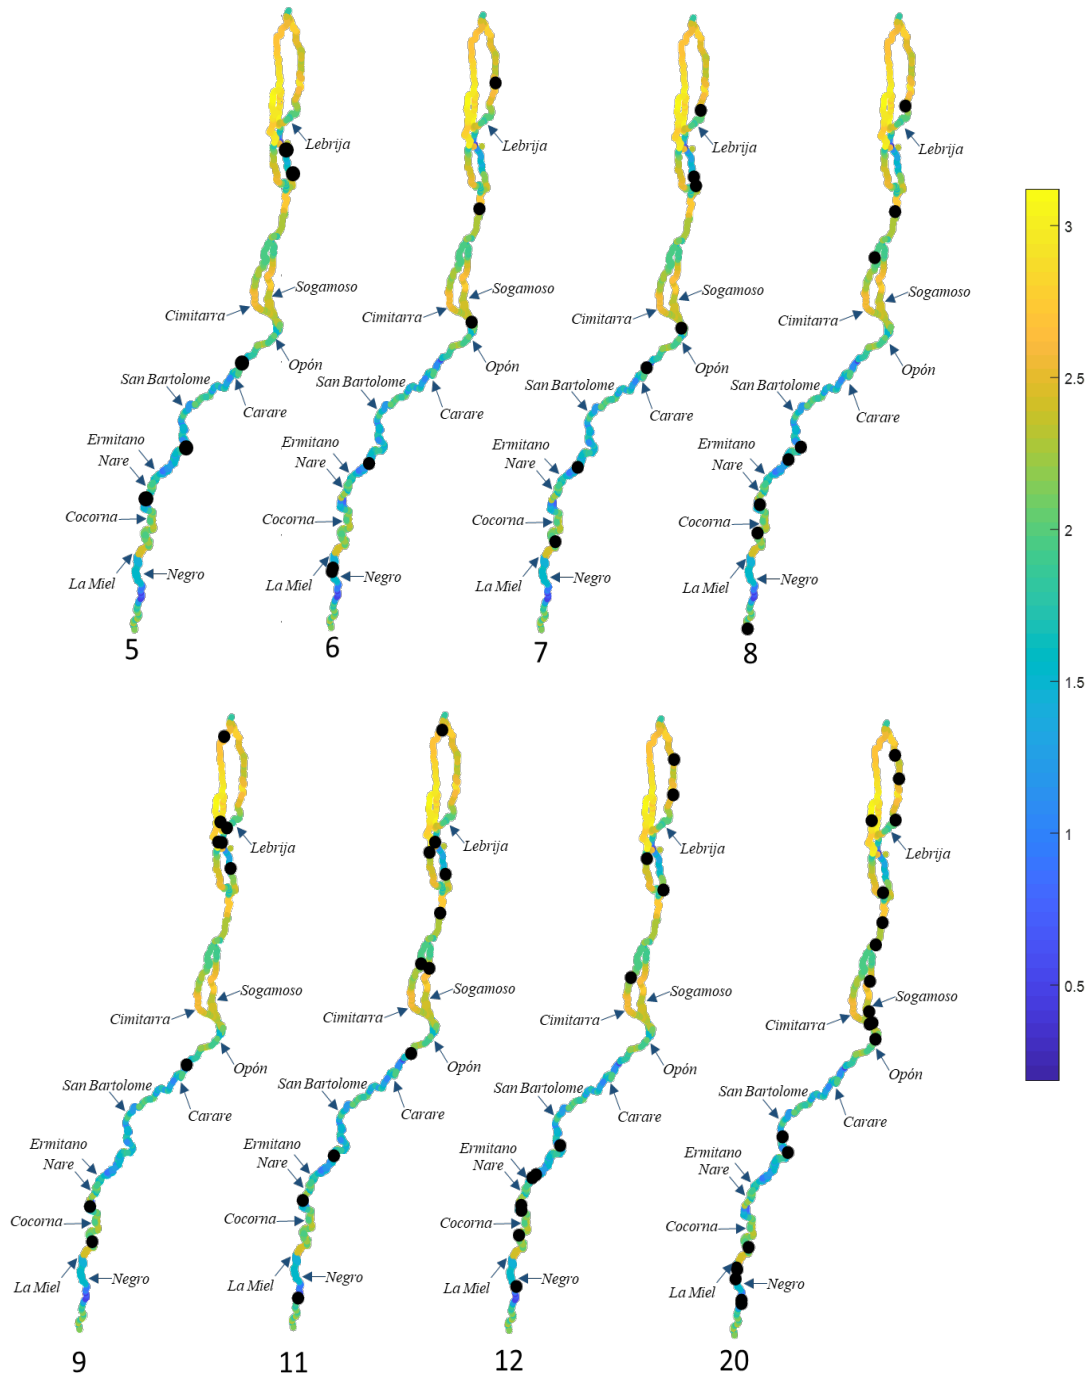 Lebrija
Sogamoso
Cimitarra
Opón
San Bartolome
Carare
Ermitano
Nare
Cocorna
La Miel
Negro
5
Lebrija
Sogamoso
Cimitarra
Opón
San Bartolome
Carare
Ermitano
Nare
Cocorna
La Miel
Negro
6
Lebrija
Sogamoso
Cimitarra
Opón
San Bartolome
Carare
Ermitano
Nare
Cocorna
La Miel
Negro
7
Lebrija
Sogamoso
Cimitarra
Opón
San Bartolome
Carare
Ermitano
Nare
Cocorna
La Miel
Negro
8
3
2.5
2
1.5
1
0.5
Lebrija
Sogamoso
Cimitarra
Opón
San Bartolome
Carare
Ermitano
Nare
Cocorna
La Miel
Negro
9
Lebrija
Sogamoso
Cimitarra
Opón
San Bartolome
Carare
Ermitano
Nare
Cocorna
La Miel
Negro
11
Lebrija
Sogamoso
Cimitarra
Opón
San Bartolome
Carare
Ermitano
Nare
Cocorna
La Miel
Negro
12
Lebrija
Sogamoso
Cimitarra
Opón
San Bartolome
Carare
Ermitano
Nare
Cocorna
La Miel
Negro
20